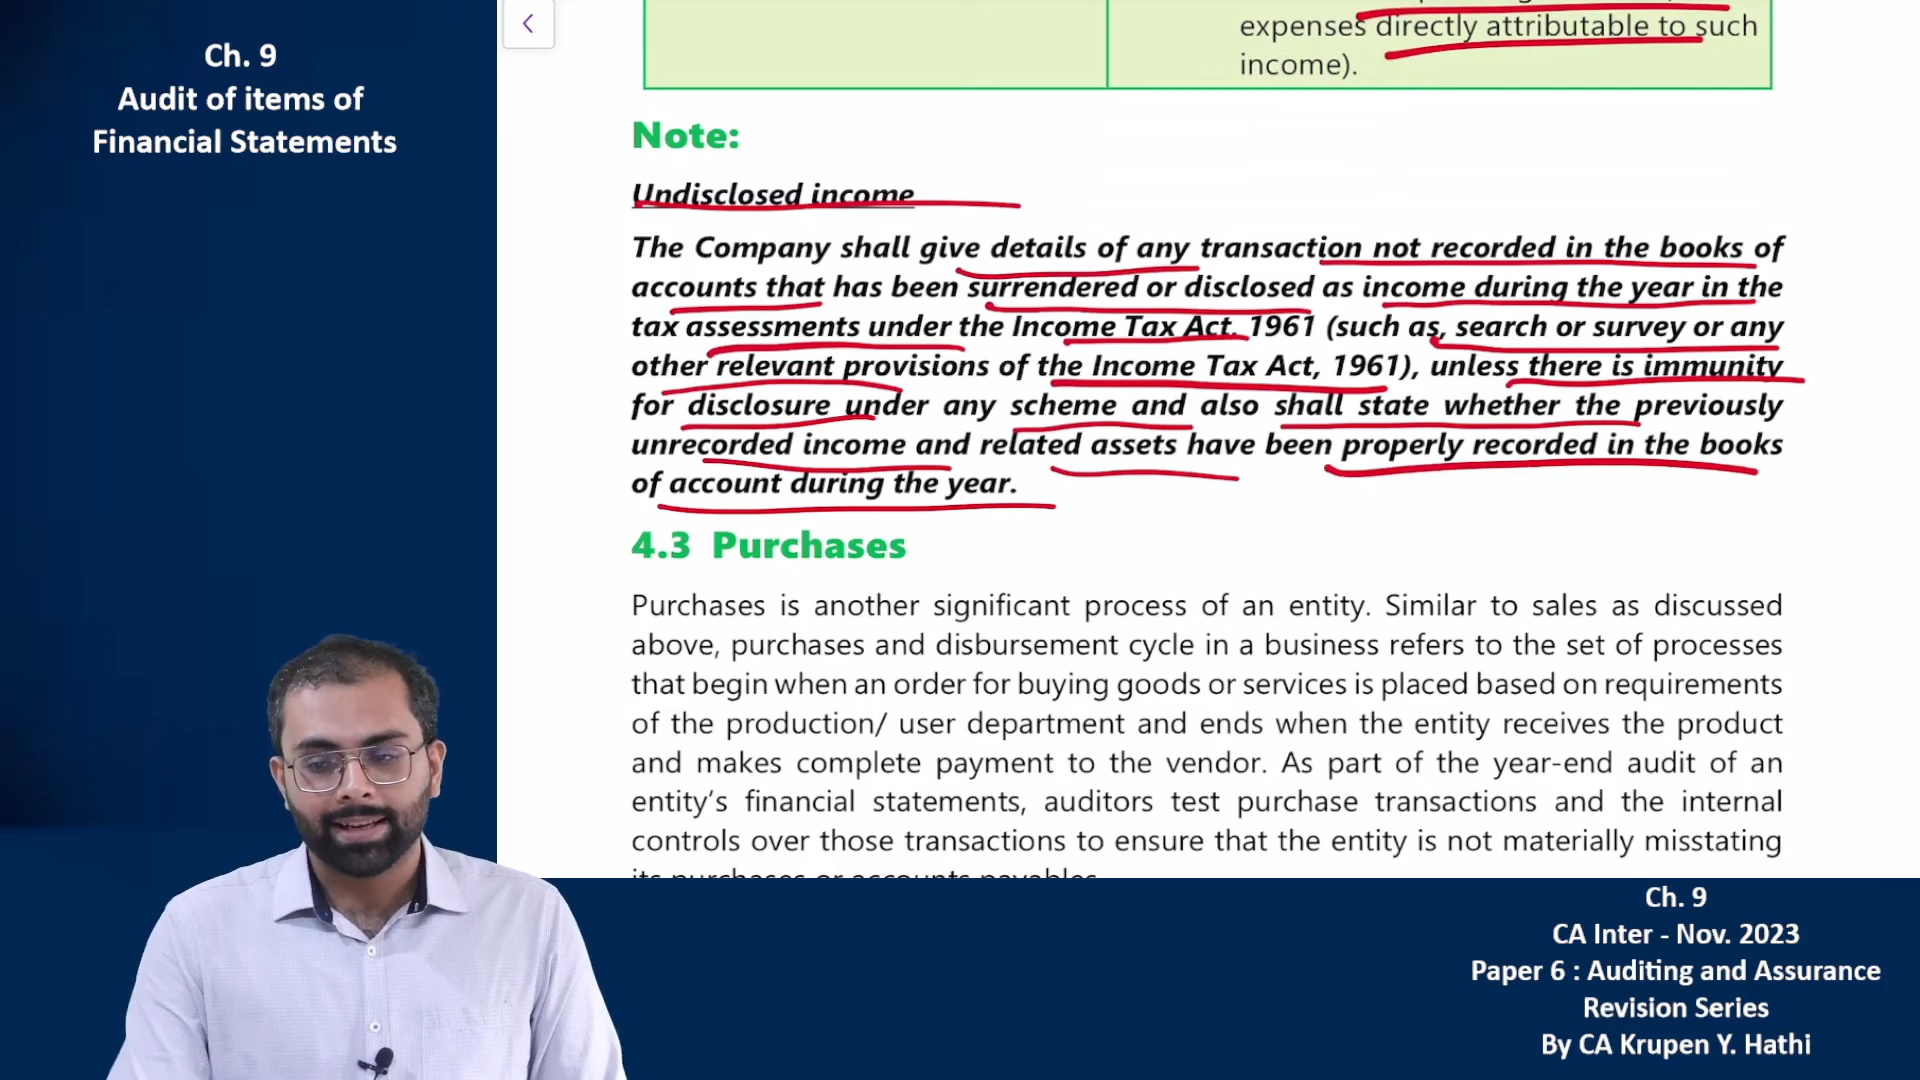 Ch. 9
Audit of items of
Financial Statements
expenses directly attributable to such
income).
Note:
Undisclosed income
The Company shall give details of any transaction not recorded in the books of
accounts that has been surrendered or disclosed as income during the year in the
tax assessments under the Income Tax Act, 1961 (such as, search or survey or any
other relevant provisions of the Income Tax Act, 1961), unless there is immunity
for disclosure under any scheme and also shall state whether the previously
unrecorded income and related assets have been properly recorded in the books
of account during the year.
4.3 Purchases
Purchases is another significant process of an entity. Similar to sales as discussed
above, purchases and disbursement cycle in a business refers to the set of processes
that begin when an order for buying goods or services is placed based on requirements
of the production/ user department and ends when the entity receives the product
and makes complete payment to the vendor. As part of the year-end audit of an
entity’s financial statements, auditors test purchase transactions and the internal
controls over those transactions to ensure that the entity is not materially misstating
its purchases or accounts payables
Ch. 9
CA Inter - Nov. 2023
Paper 6 : Auditing and Assurance
Revision Series
By CA Krupen Y. Hathi